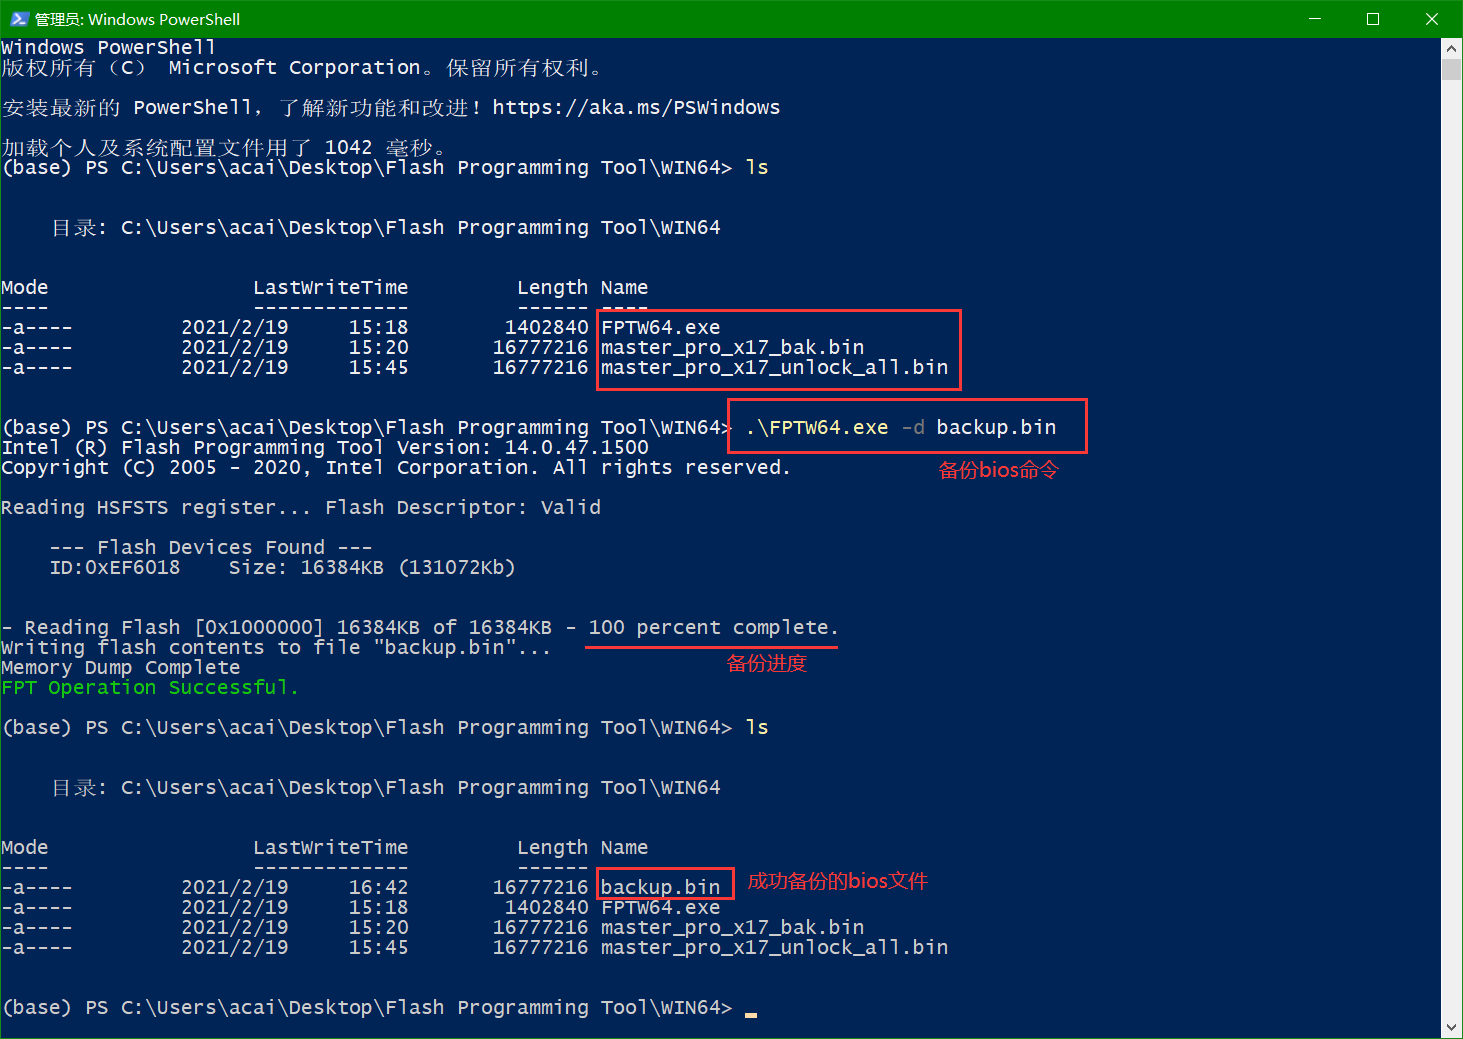 管理员: Windows PowerShell
Windows PowerShell
版权所有 (C) Microsoft Corporation。保留所有权利。
安装最新的 PowerShell，了解新功能和改进！https://aka.ms/PSWindows
加载个人及系统配置文件用了 1042 毫秒。
(base) PS C:\Users\acai\Desktop\Flash Programming Tool\WIN64> ls
目录: C:\Users\acai\Desktop\Flash Programming Tool\WIN64
Mode LastWriteTime Length Name
---- ------------- ------ ----
-a---- 2021/2/19 15:18 1402840 FPTW64.exe
-a---- 2021/2/19 15:20 16777216 master_pro_x17_bak.bin
-a---- 2021/2/19 15:45 16777216 master_pro_x17_unlock_all.bin
(base) PS C:\Users\acai\Desktop\Flash Programming Tool\WIN64> .\FPTW64.exe -d backup.bin
Intel (R) Flash Programming Tool Version: 14.0.47.1500
Copyright (C) 2005 - 2020, Intel Corporation. All rights reserved.
备份bios命令
Reading HSFSTS register... Flash Descriptor: Valid
--- Flash Devices Found ---
ID:0xEF6018 Size: 16384KB (131072Kb)
- Reading Flash [0x1000000] 16384KB of 16384KB - 100 percent complete.
Writing flash contents to file "backup.bin"...
备份进度
Memory Dump Complete
FPT Operation Successful.
(base) PS C:\Users\acai\Desktop\Flash Programming Tool\WIN64> ls
目录: C:\Users\acai\Desktop\Flash Programming Tool\WIN64
Mode LastWriteTime Length Name
---- ------------- ------ ----
-a---- 2021/2/19 16:42 16777216 backup.bin 成功备份的bios文件
-a---- 2021/2/19 15:18 1402840 FPTW64.exe
-a---- 2021/2/19 15:20 16777216 master_pro_x17_bak.bin
-a---- 2021/2/19 15:45 16777216 master_pro_x17_unlock_all.bin
(base) PS C:\Users\acai\Desktop\Flash Programming Tool\WIN64>